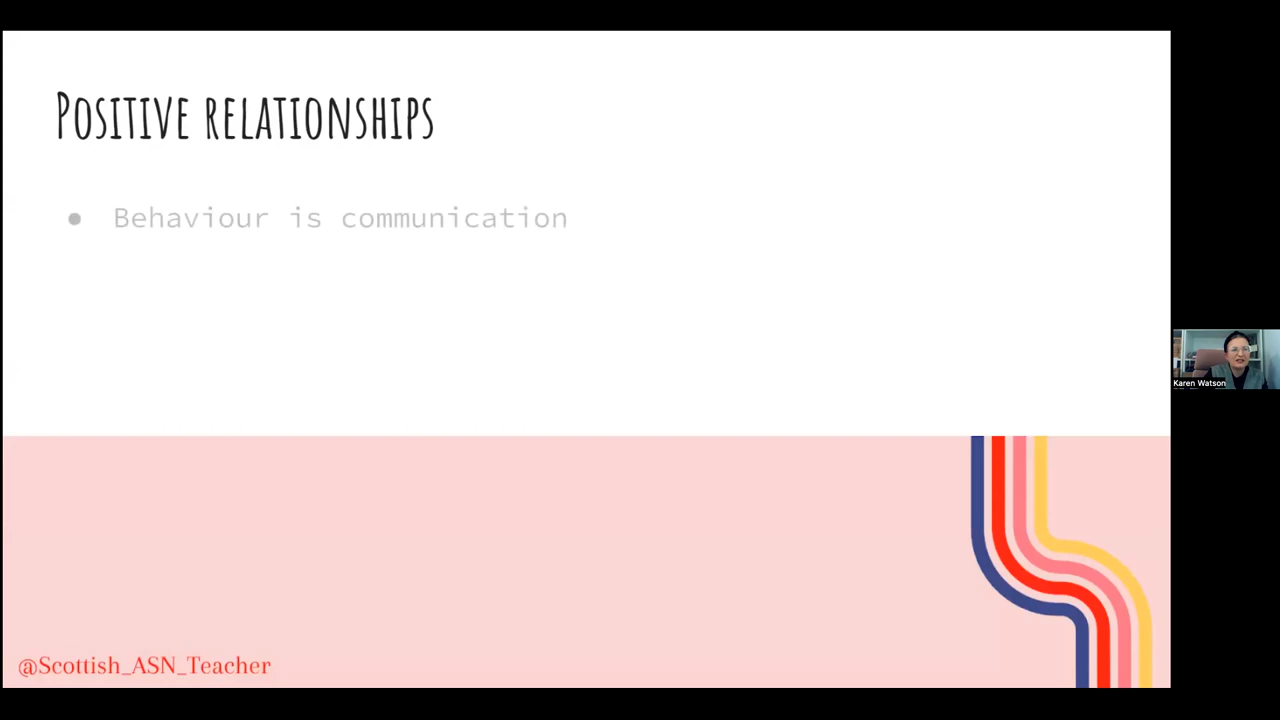 Positive relationships
● Behaviour is communication
Karen Watson
@Scottish_ASN_Teacher